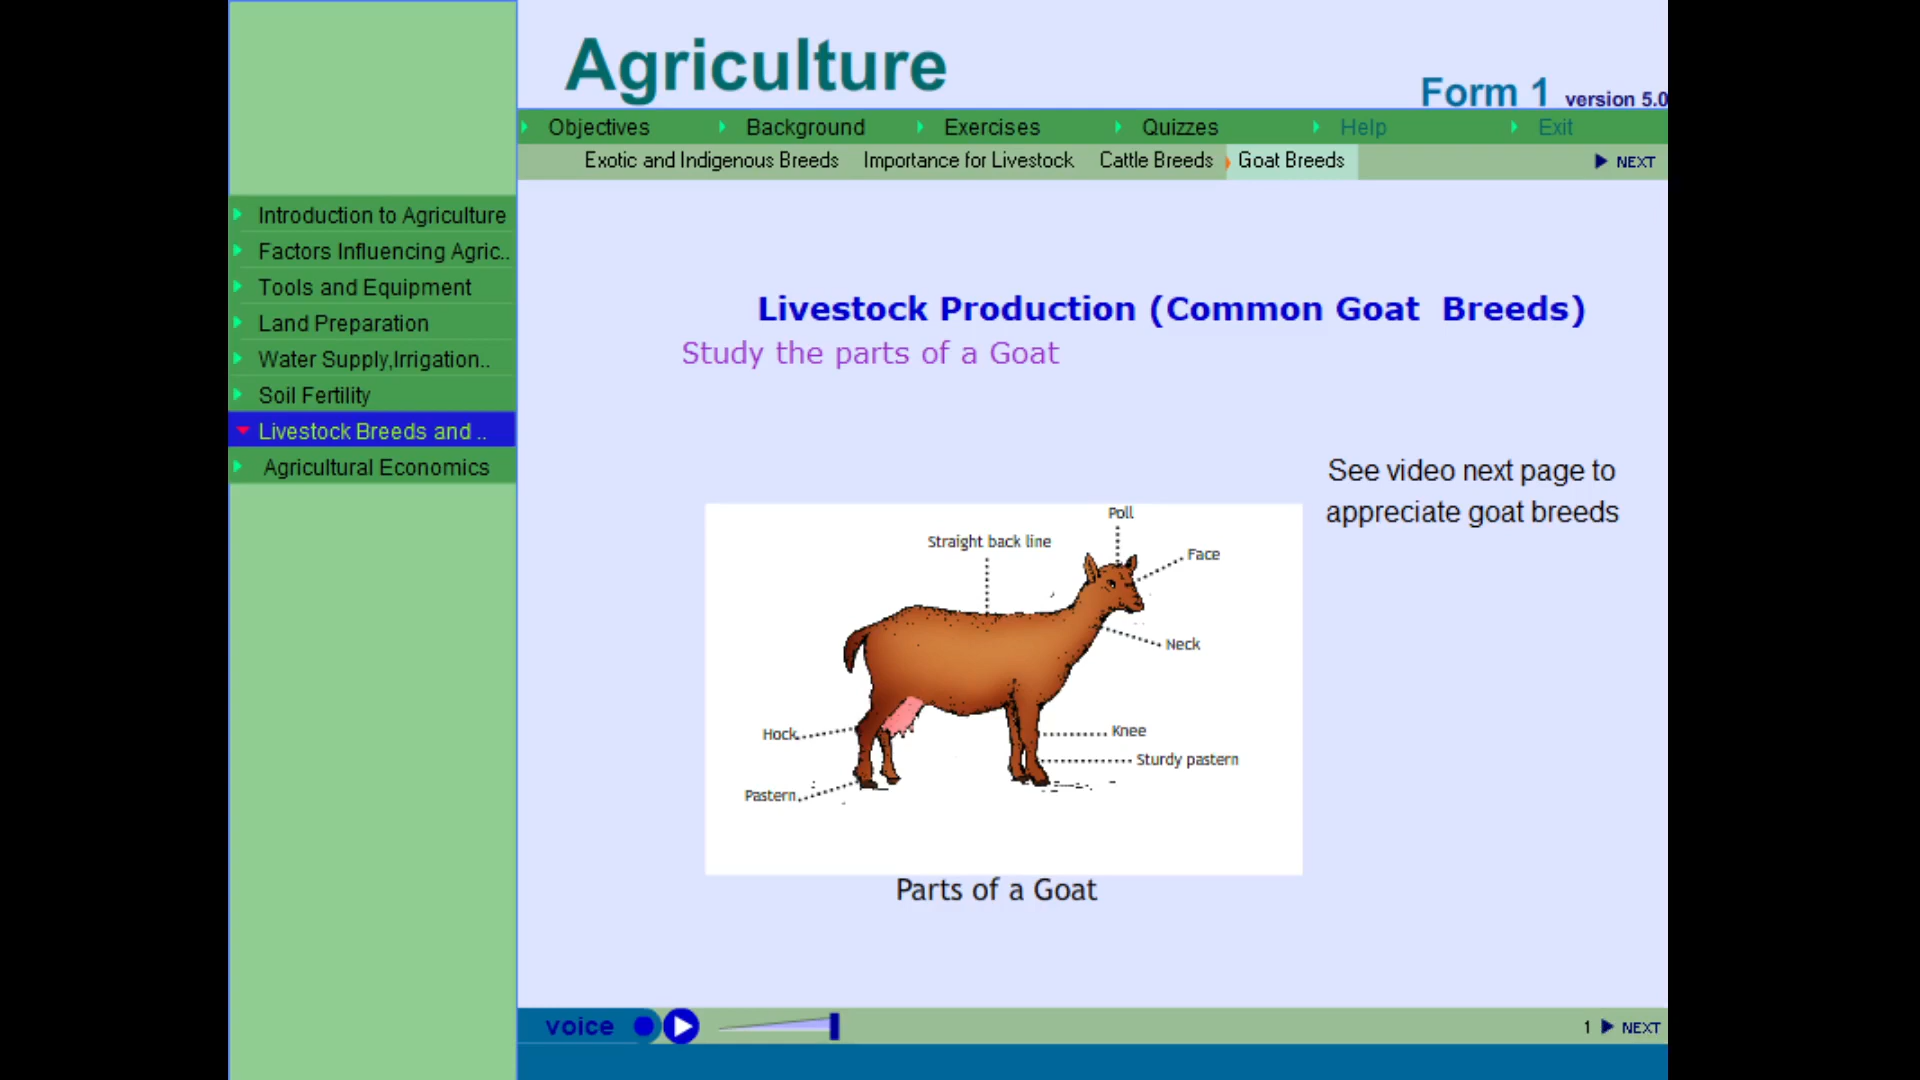 Agriculture
Form 1 version 5.0
Objectives Background Exercises Quizzes Help Exit
Exotic and Indigenous Breeds Importance for Livestock Cattle Breeds Goat Breeds NEXT
Introduction to Agriculture
Factors Influencing Agric..
Tools and Equipment
Land Preparation
Water Supply,Irrigation..
Soil Fertility
Livestock Breeds and ..
Agricultural Economics
Livestock Production (Common Goat Breeds)
Study the parts of a Goat
See video next page to
appreciate goat breeds
Poll
Straight back line
Face
Neck
Hock
Knee
Sturdy pastern
Pastern
Parts of a Goat
voice
1 NEXT